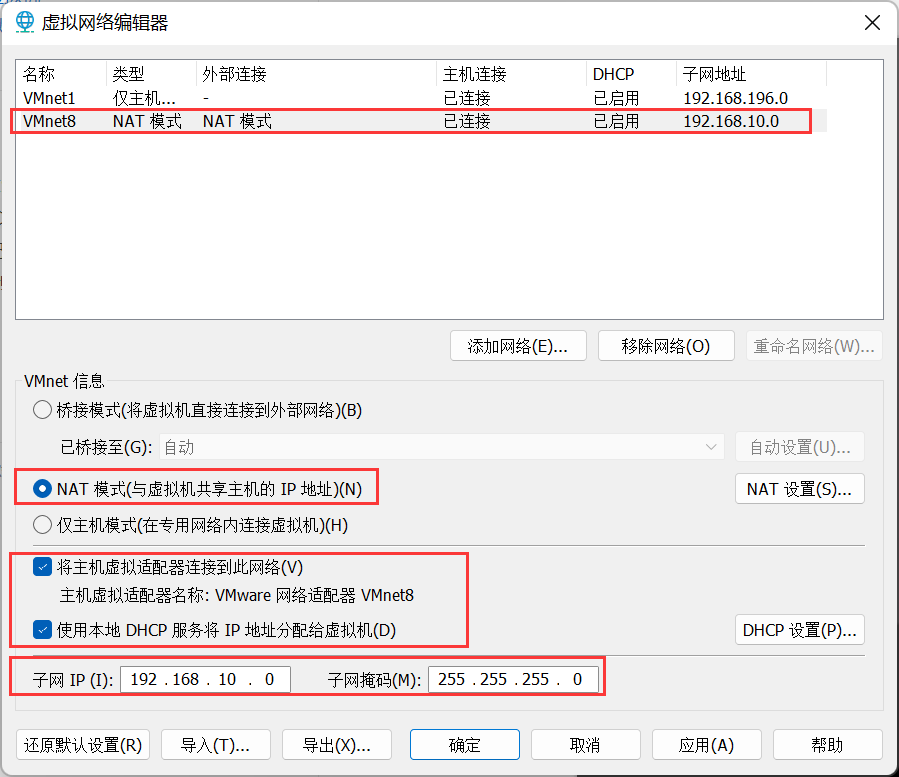 虚拟网络编辑器
名称 类型 外部连接 主机连接 DHCP 子网地址
VMnet1 仅主机... - 已连接 已启用 192.168.196.0
VMnet8 NAT 模式 NAT 模式 已连接 已启用 192.168.10.0
添加网络(E)... 移除网络(O) 重命名网络(W)...
VMnet 信息
桥接模式(将虚拟机直接连接到外部网络)(B)
已桥接至(G): 自动 自动设置(U)...
NAT 模式(与虚拟机共享主机的 IP 地址)(N) NAT 设置(S)...
仅主机模式(在专用网络内连接虚拟机)(H)
将主机虚拟适配器连接到此网络(V)
主机虚拟适配器名称: VMware 网络适配器 VMnet8
使用本地 DHCP 服务将 IP 地址分配给虚拟机(D) DHCP 设置(P)...
子网 IP (I): 192 . 168 . 10 . 0 子网掩码(M): 255 . 255 . 255 . 0
还原默认设置(R) 导入(T)... 导出(X)... 确定 取消 应用(A) 帮助